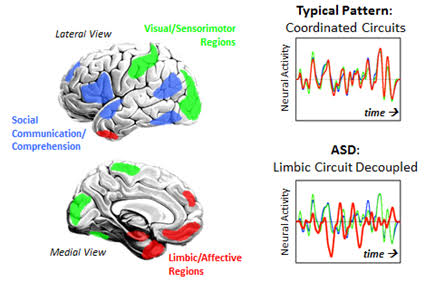 Lateral View
Visual/Sensorimotor
Regions
Social
Communication/
Comprehension
Medial View
Limbic/Affective
Regions
Typical Pattern:
Coordinated Circuits
Neural Activity
time →
ASD:
Limbic Circuit Decoupled
Neural Activity
time →